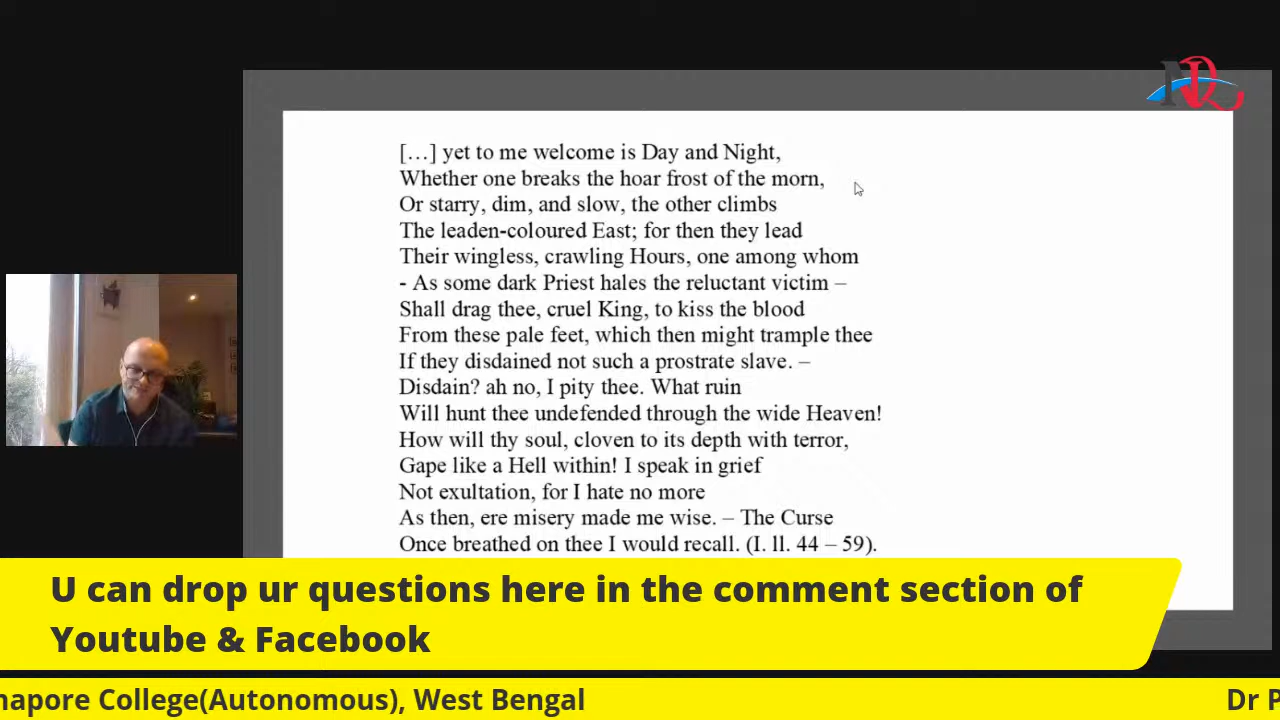 […] yet to me welcome is Day and Night,
Whether one breaks the hoar frost of the morn,
Or starry, dim, and slow, the other climbs
The leaden-coloured East; for then they lead
Their wingless, crawling Hours, one among whom
- As some dark Priest hales the reluctant victim –
Shall drag thee, cruel King, to kiss the blood
From these pale feet, which then might trample thee
If they disdained not such a prostrate slave. –
Disdain? ah no, I pity thee. What ruin
Will hunt thee undefended through the wide Heaven!
How will thy soul, cloven to its depth with terror,
Gape like a Hell within! I speak in grief
Not exultation, for I hate no more
As then, ere misery made me wise. – The Curse
Once breathed on thee I would recall. (I. ll. 44 – 59).
U can drop ur questions here in the comment section of
Youtube & Facebook
napore College(Autonomous), West Bengal
Dr P